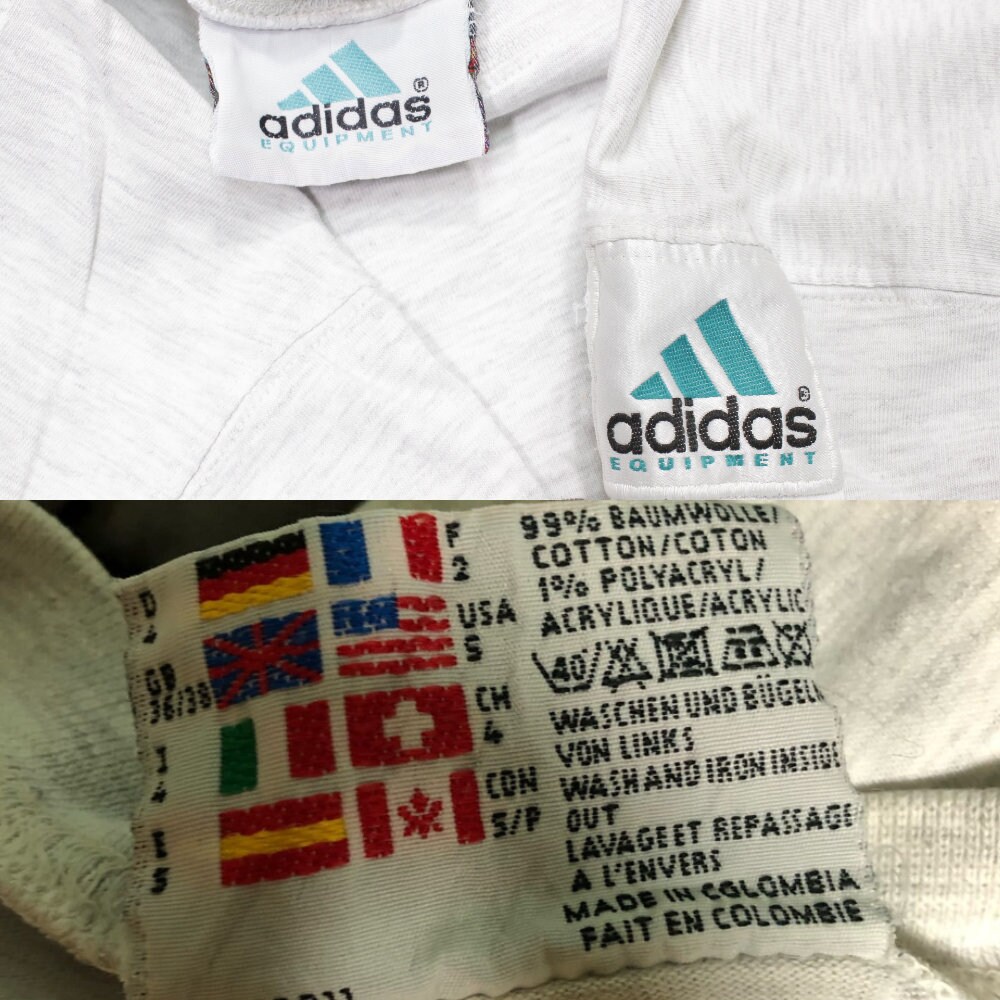 adidas®
EQUIPMENT
adidas®
EQUIPMENT
D
GB
36/38
I
4
E
S
F
2
USA
S
CH
4
CDN
S/P
99% BAUMWOLLE/
COTTON/COTON
1% POLYACRYL/
ACRYLIQUE/ACRYLIC
40°
WASCHEN UND BÜGELN
VON LINKS
WASH AND IRON INSIDE
OUT
LAVAGE ET REPASSAGE
A L'ENVERS
MADE IN COLOMBIA
FAIT EN COLOMBIE